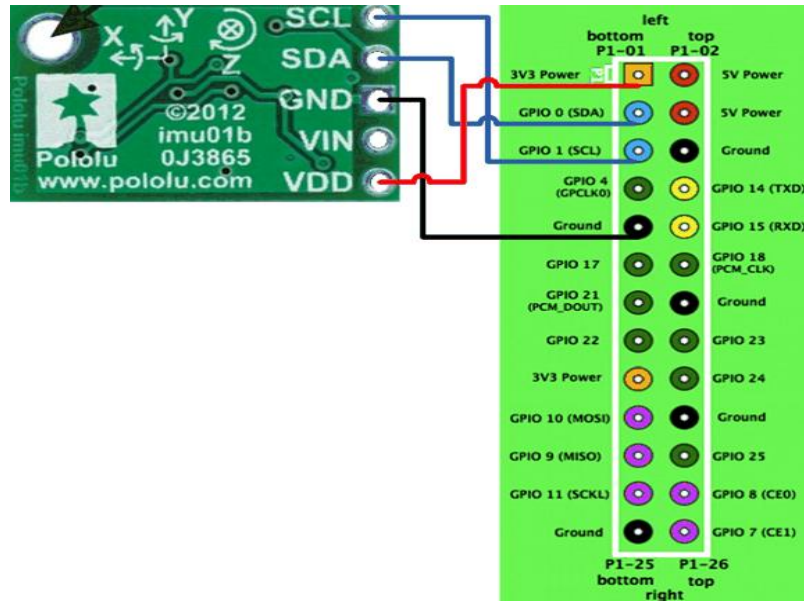 SCL
SDA
GND
VIN
VDD
X
Y
Z
©2012
imu01b
Pololu 0J3865
www.pololu.com
Pololu imu01b
left
bottom top
P1-01 P1-02
3V3 Power 5V Power
GPIO 0 (SDA) 5V Power
GPIO 1 (SCL) Ground
GPIO 4 GPIO 14 (TXD)
(GPCLK0)
Ground GPIO 15 (RXD)
GPIO 17 GPIO 18
(PCM_CLK)
GPIO 21 Ground
(PCM_DOUT)
GPIO 22 GPIO 23
3V3 Power GPIO 24
GPIO 10 (MOSI) Ground
GPIO 9 (MISO) GPIO 25
GPIO 11 (SCKL) GPIO 8 (CE0)
Ground GPIO 7 (CE1)
P1-25 P1-26
bottom top
right